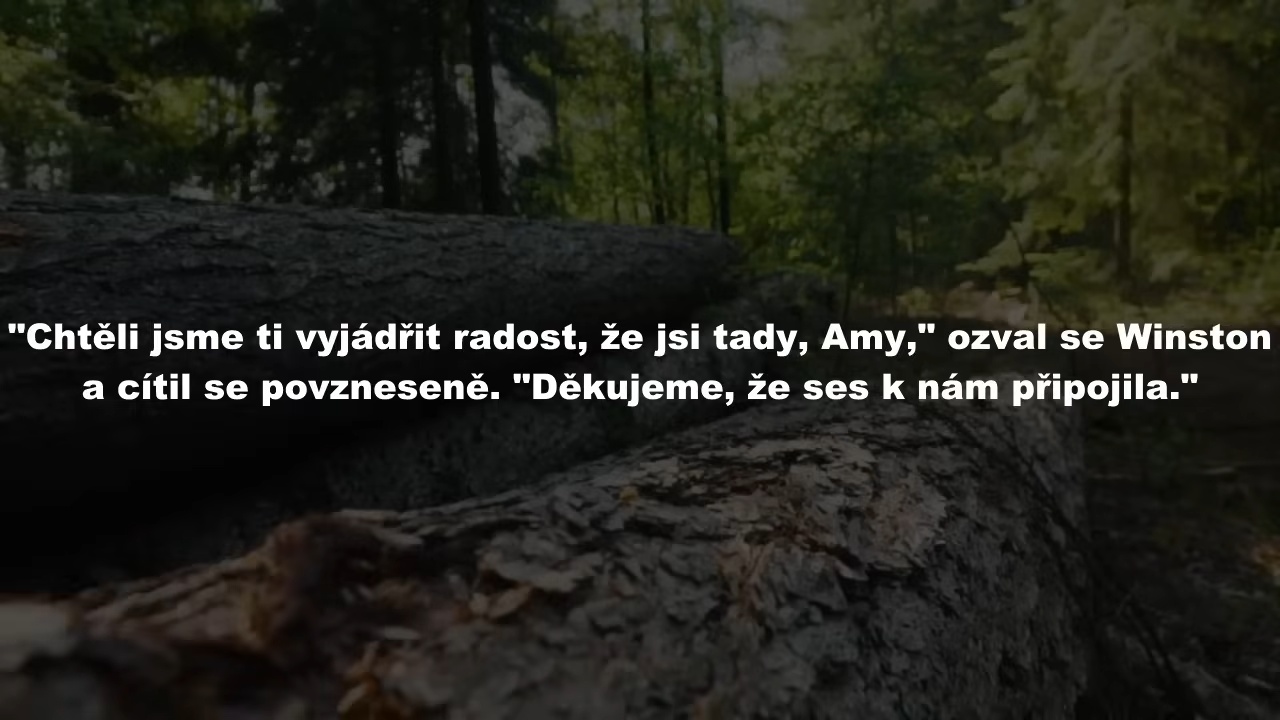 "Chtěli jsme ti vyjádřit radost, že jsi tady, Amy," ozval se Winston
a cítil se povzneseně. "Děkujeme, že ses k nám připojila."